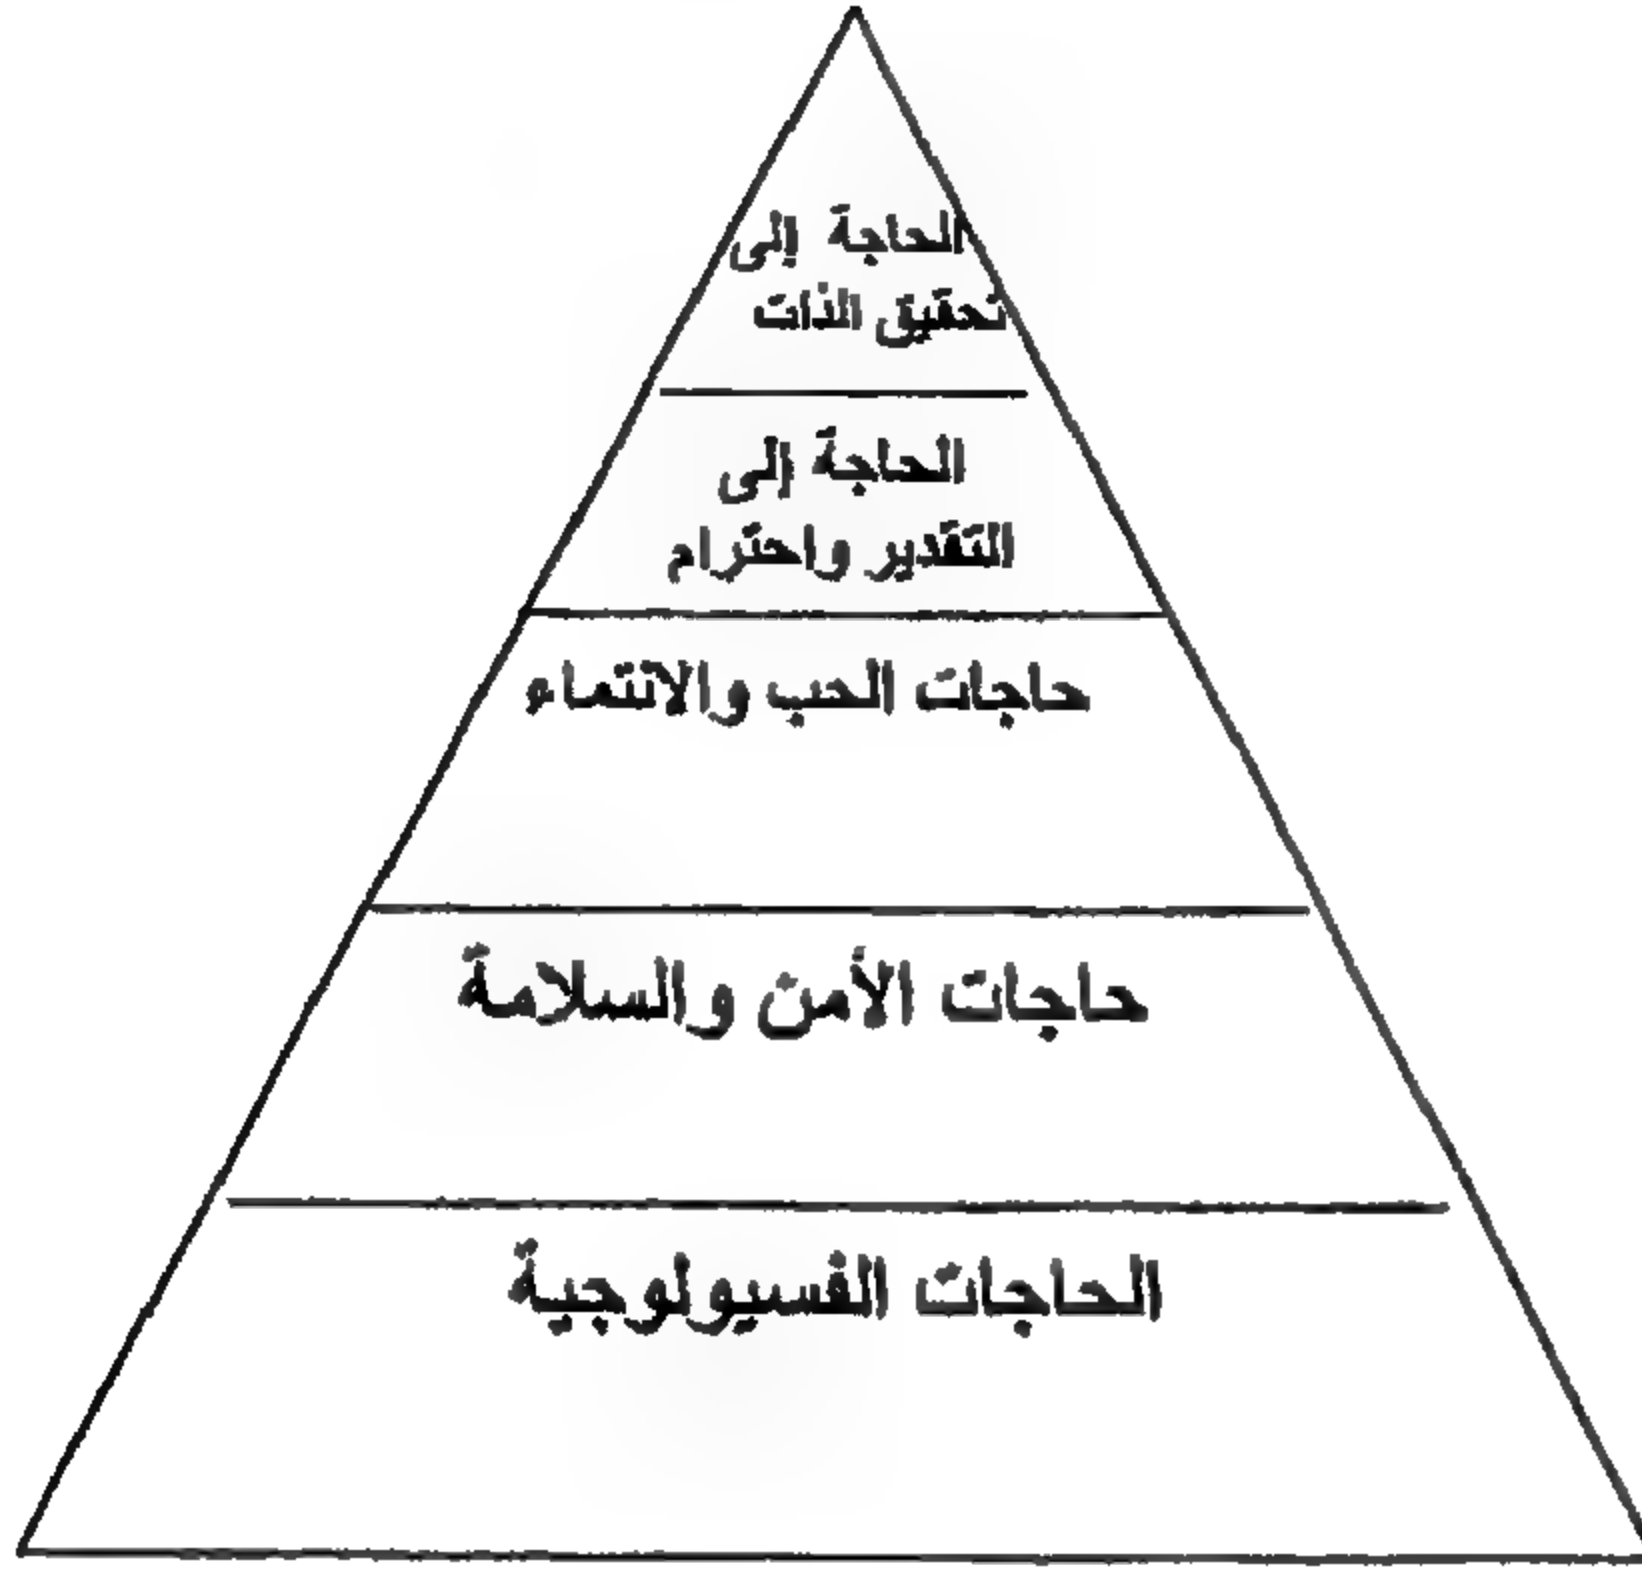 الحاجة إلى
تحقيق الذات
الحاجة إلى
التقدير واحترام
حاجات الحب والانتماء
حاجات الأمن والسلامة
الحاجات الفسيولوجية